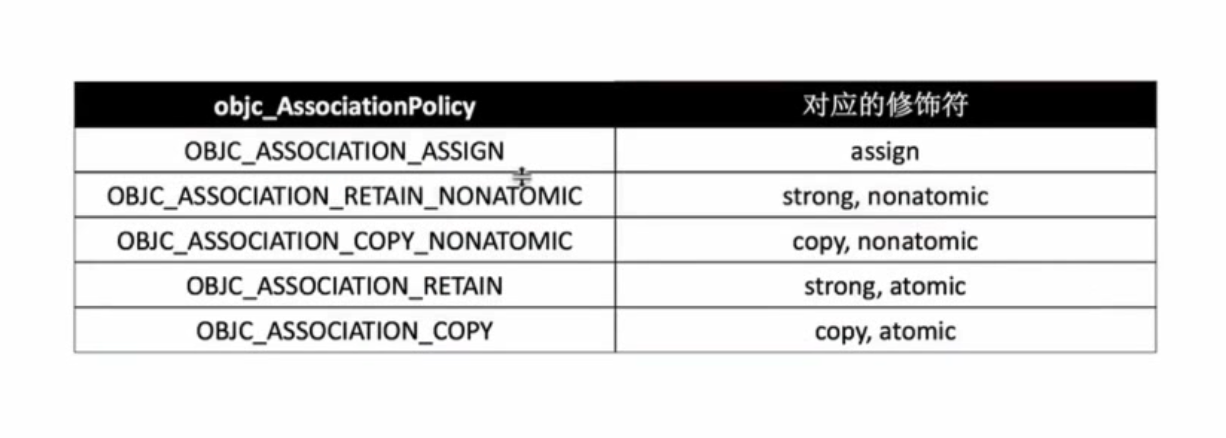 objc_AssociationPolicy 对应的修饰符
OBJC_ASSOCIATION_ASSIGN assign
OBJC_ASSOCIATION_RETAIN_NONATOMIC strong, nonatomic
OBJC_ASSOCIATION_COPY_NONATOMIC copy, nonatomic
OBJC_ASSOCIATION_RETAIN strong, atomic
OBJC_ASSOCIATION_COPY copy, atomic